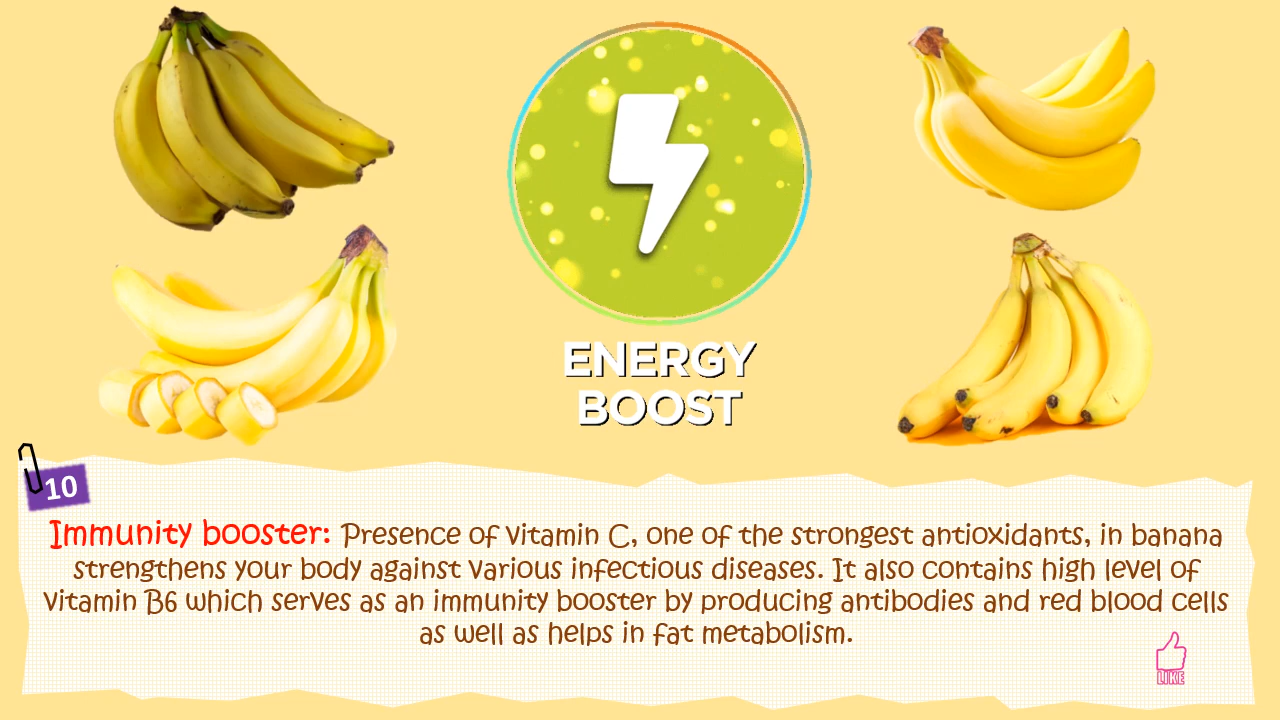 ENERGY
BOOST
10
Immunity booster: Presence of vitamin C, one of the strongest antioxidants, in banana
strengthens your body against various infectious diseases. It also contains high level of
vitamin B6 which serves as an immunity booster by producing antibodies and red blood cells
as well as helps in fat metabolism.
LIKE